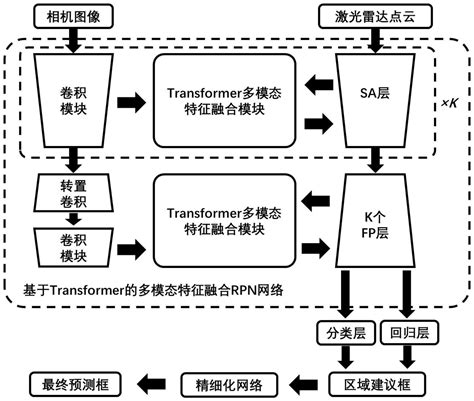 相机图像
激光雷达点云
卷积
模块
Transformer多模态
特征融合模块
SA层
×K
转置
卷积
卷积
模块
Transformer多模态
特征融合模块
K个
FP层
基于Transformer的多模态特征融合RPN网络
分类层
回归层
最终预测框
精细化网络
区域建议框